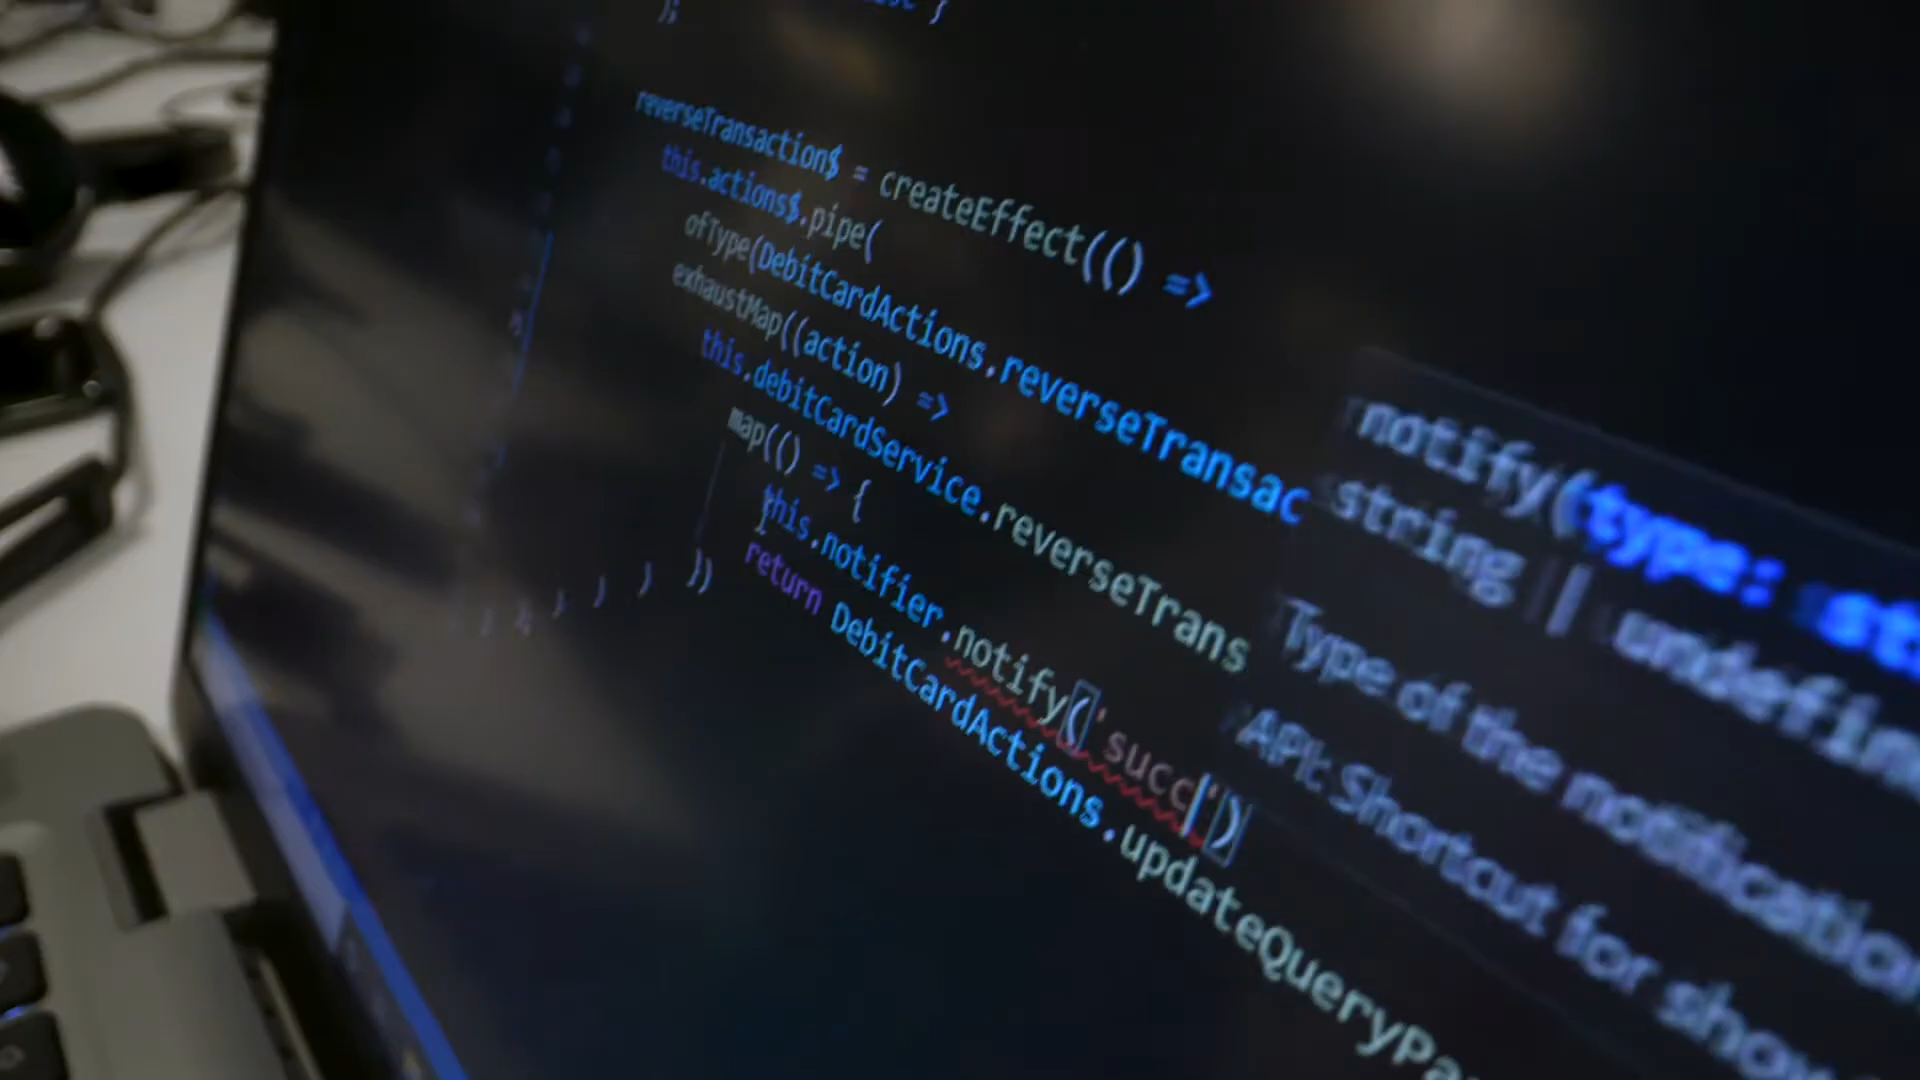 );
{
reverseTransaction$ = createEffect(() =>
this.actions$.pipe(
ofType(DebitCardActions.reverseTransac
exhaustMap((action) =>
this.debitCardService.reverseTrans
map(() => {
this.notifier.notify('succ')
return DebitCardActions.updateQueryPa
})
)
)
)
notify(type: str
string | undefin
Type of the notification
API: Shortcut for show